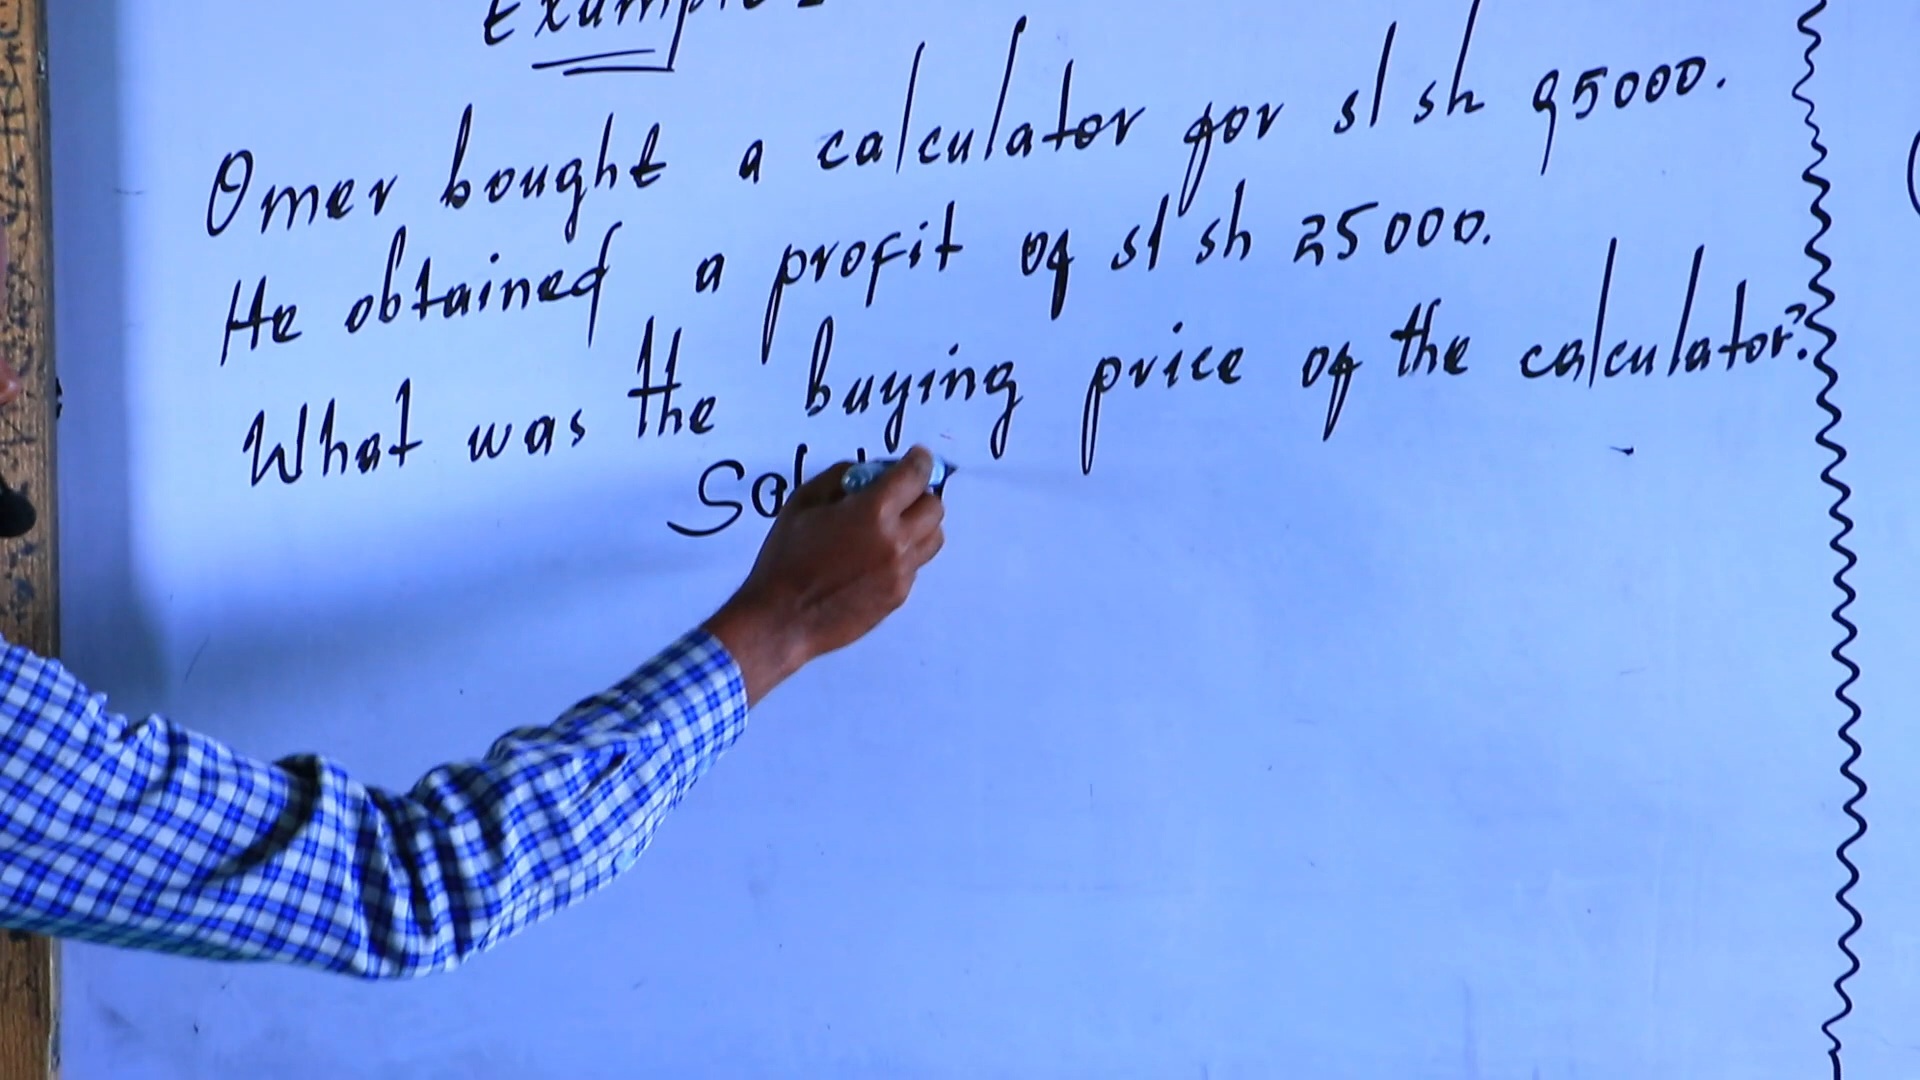 Example
Omer bought a calculator for sl sh 95000.
He obtained a profit of sl sh 25000.
What was the buying price of the calculator?